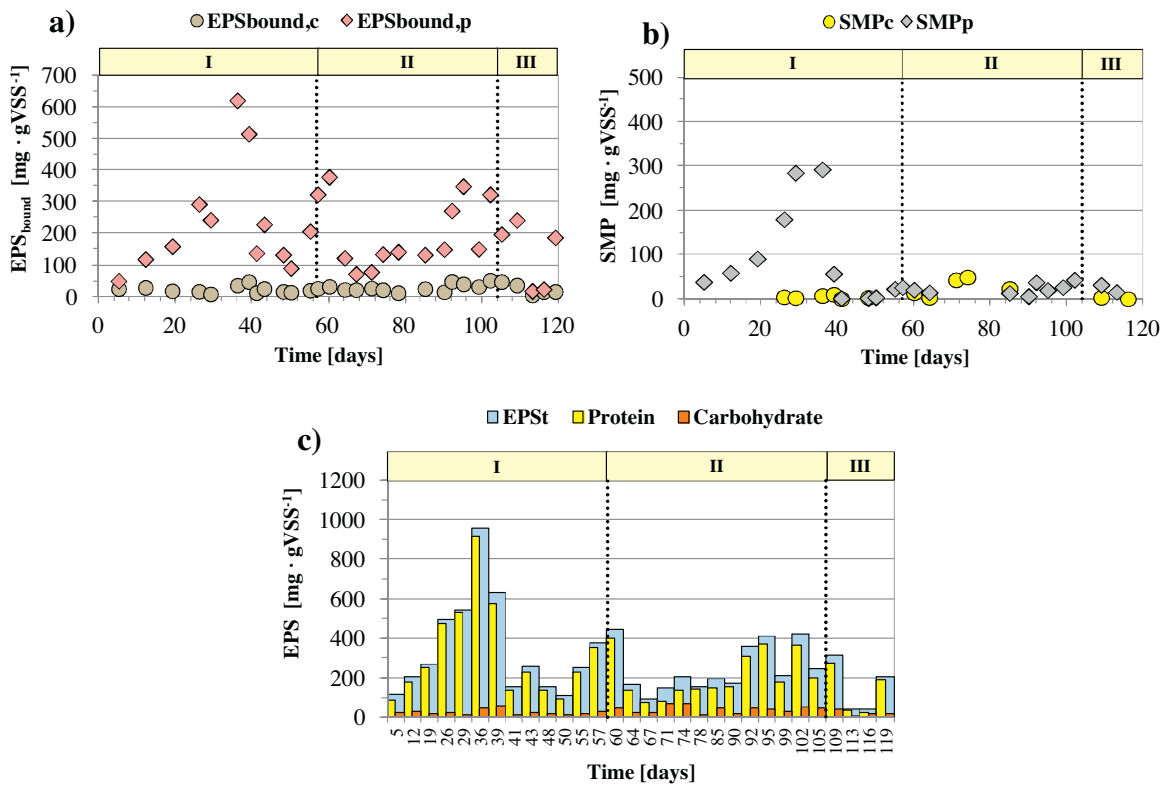 a)
EPSbound,c EPSbound,p
I II III
700
600
500
400
300
200
100
0
EPSbound [mg · gVSS-1]
0 20 40 60 80 100 120
Time [days]
b)
SMPc SMPp
I II III
500
400
300
200
100
0
SMP [mg · gVSS-1]
0 20 40 60 80 100 120
Time [days]
c)
EPSt Protein Carbohydrate
I II III
1200
1000
800
600
400
200
0
EPS [mg · gVSS-1]
5 12 19 26 29 36 39 41 43 48 50 55 57 60 64 67 71 74 78 85 90 92 95 99 102 105 109 113 116 119
Time [days]